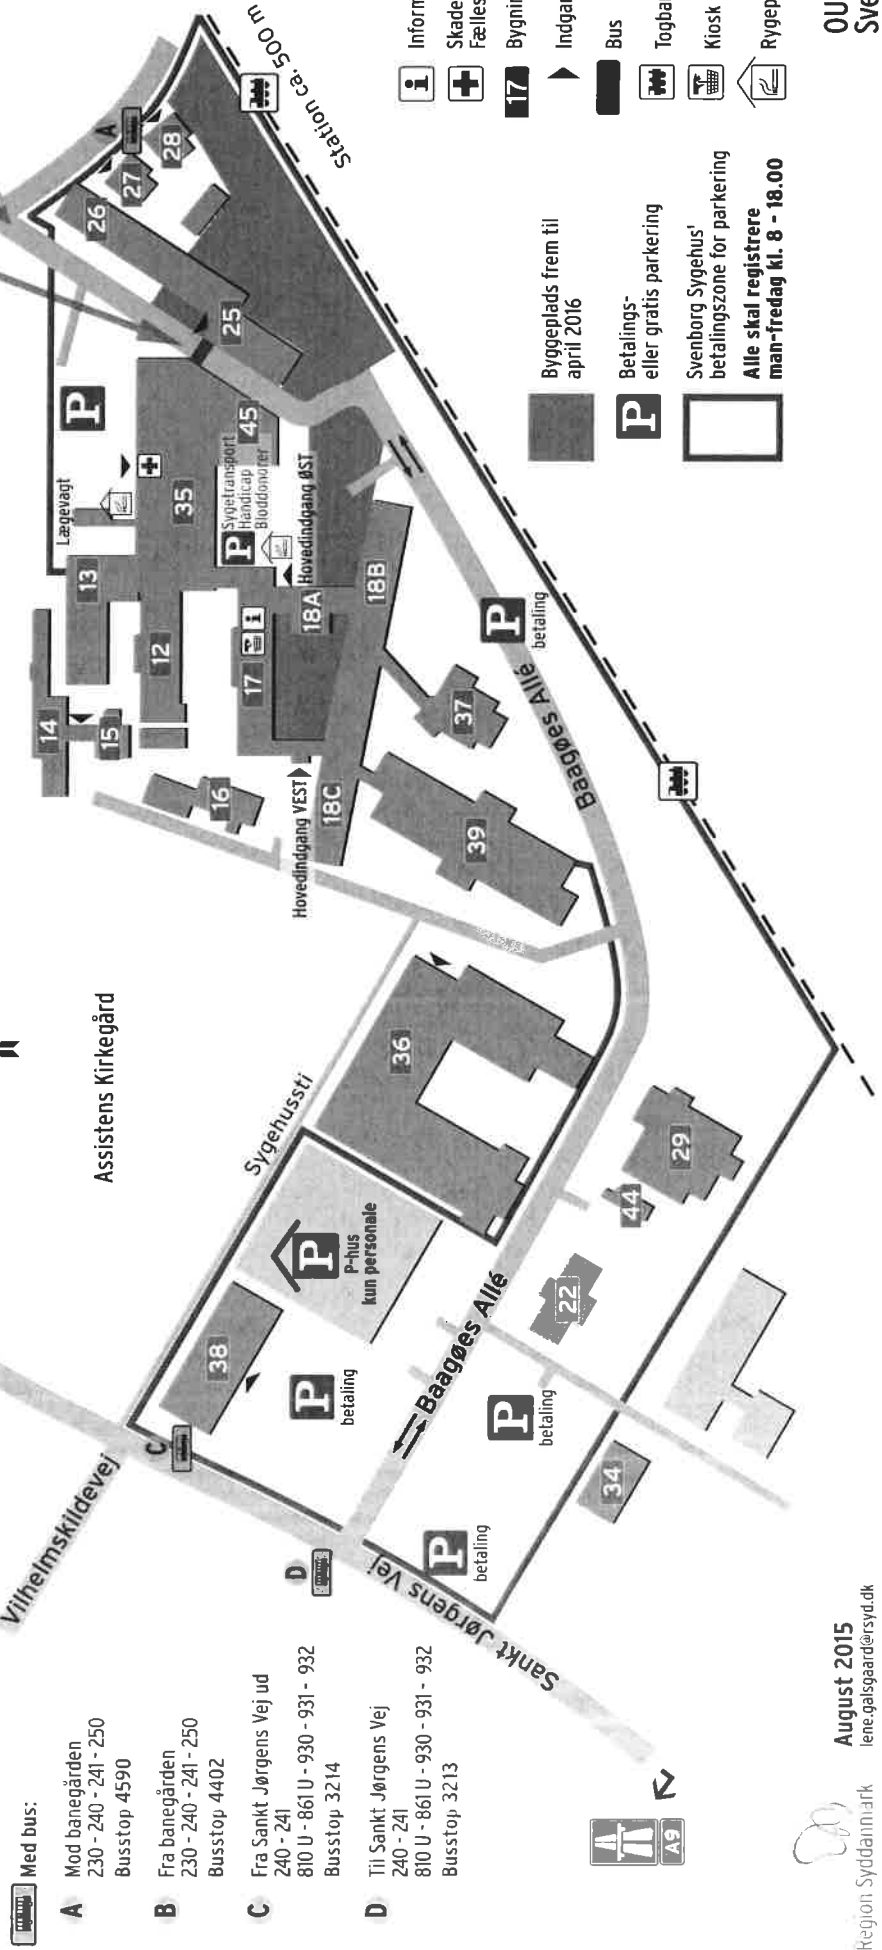 Med bus:
A
Mod banegården
230 - 240 - 241 - 250
Busstop 4590
B
Fra banegården
230 - 240 - 241 - 250
Busstop 4402
C
Fra Sankt Jørgens Vej ud
240 - 241
810 U - 861 U - 930 - 931 - 932
Busstop 3214
D
Til Sankt Jørgens Vej
240 - 241
810 U - 861 U - 930 - 931 - 932
Busstop 3213
A9
Region Syddanmark
August 2015
lene.galsgaard@rsyd.dk
Vilhelmskildevej
C
D
Sankt Jørgens Vej
P
betaling
P
betaling
P
betaling
38
P
P-hus
kun personale
Sygehussti
Assistens Kirkegård
Baagøes Allé
34
22
44
29
36
Hovedindgang VEST
16
14
15
12
13
17
18C
18A
18B
39
37
Baagøes Allé
P
betaling
Lægevagt
35
P
Sygetransport
Handicap
Bloddonorer
Hovedindgang ØST
45
P
25
26
27
28
A
Station ca. 500 m
Byggeplads frem til
april 2016
P
Betalings-
eller gratis parkering
Svenborg Sygehus'
betalingszone for parkering
Alle skal registrere
man-fredag kl. 8 - 18.00
17
Bus
Kiosk
OU